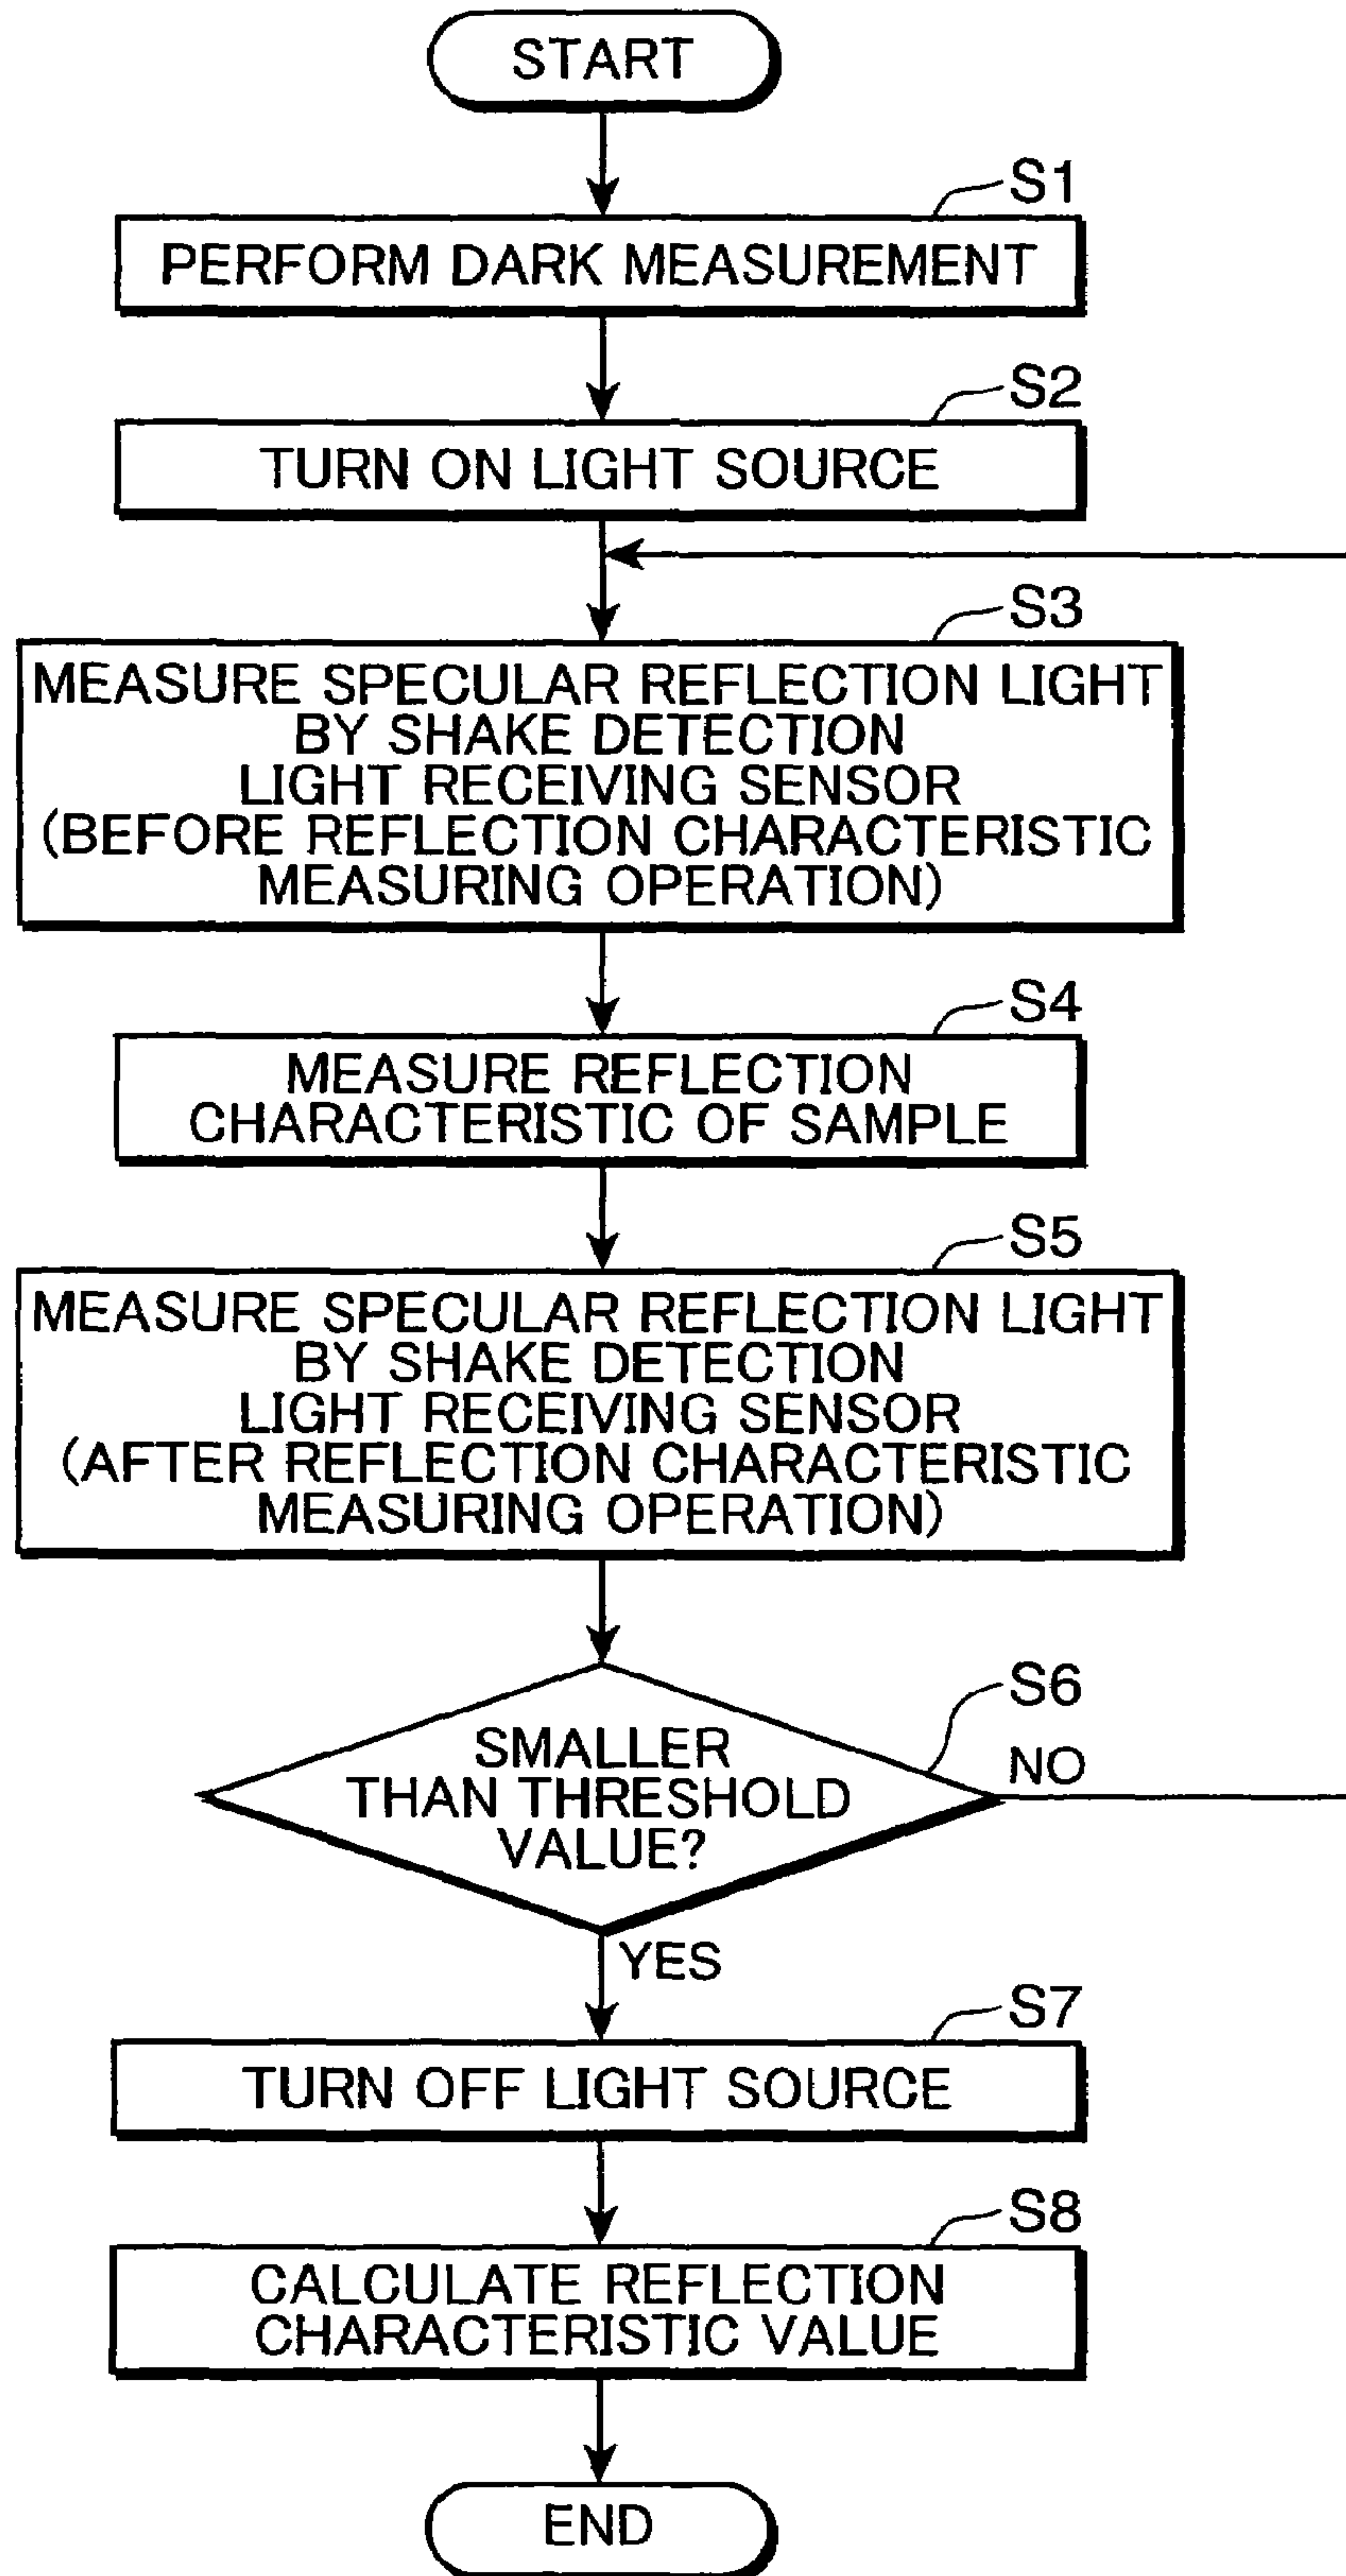 START
S1
PERFORM DARK MEASUREMENT
S2
TURN ON LIGHT SOURCE
S3
MEASURE SPECULAR REFLECTION LIGHT
BY SHAKE DETECTION
LIGHT RECEIVING SENSOR
(BEFORE REFLECTION CHARACTERISTIC
MEASURING OPERATION)
S4
MEASURE REFLECTION
CHARACTERISTIC OF SAMPLE
S5
MEASURE SPECULAR REFLECTION LIGHT
BY SHAKE DETECTION
LIGHT RECEIVING SENSOR
(AFTER REFLECTION CHARACTERISTIC
MEASURING OPERATION)
S6
SMALLER
THAN THRESHOLD
VALUE?
NO
YES
S7
TURN OFF LIGHT SOURCE
S8
CALCULATE REFLECTION
CHARACTERISTIC VALUE
END